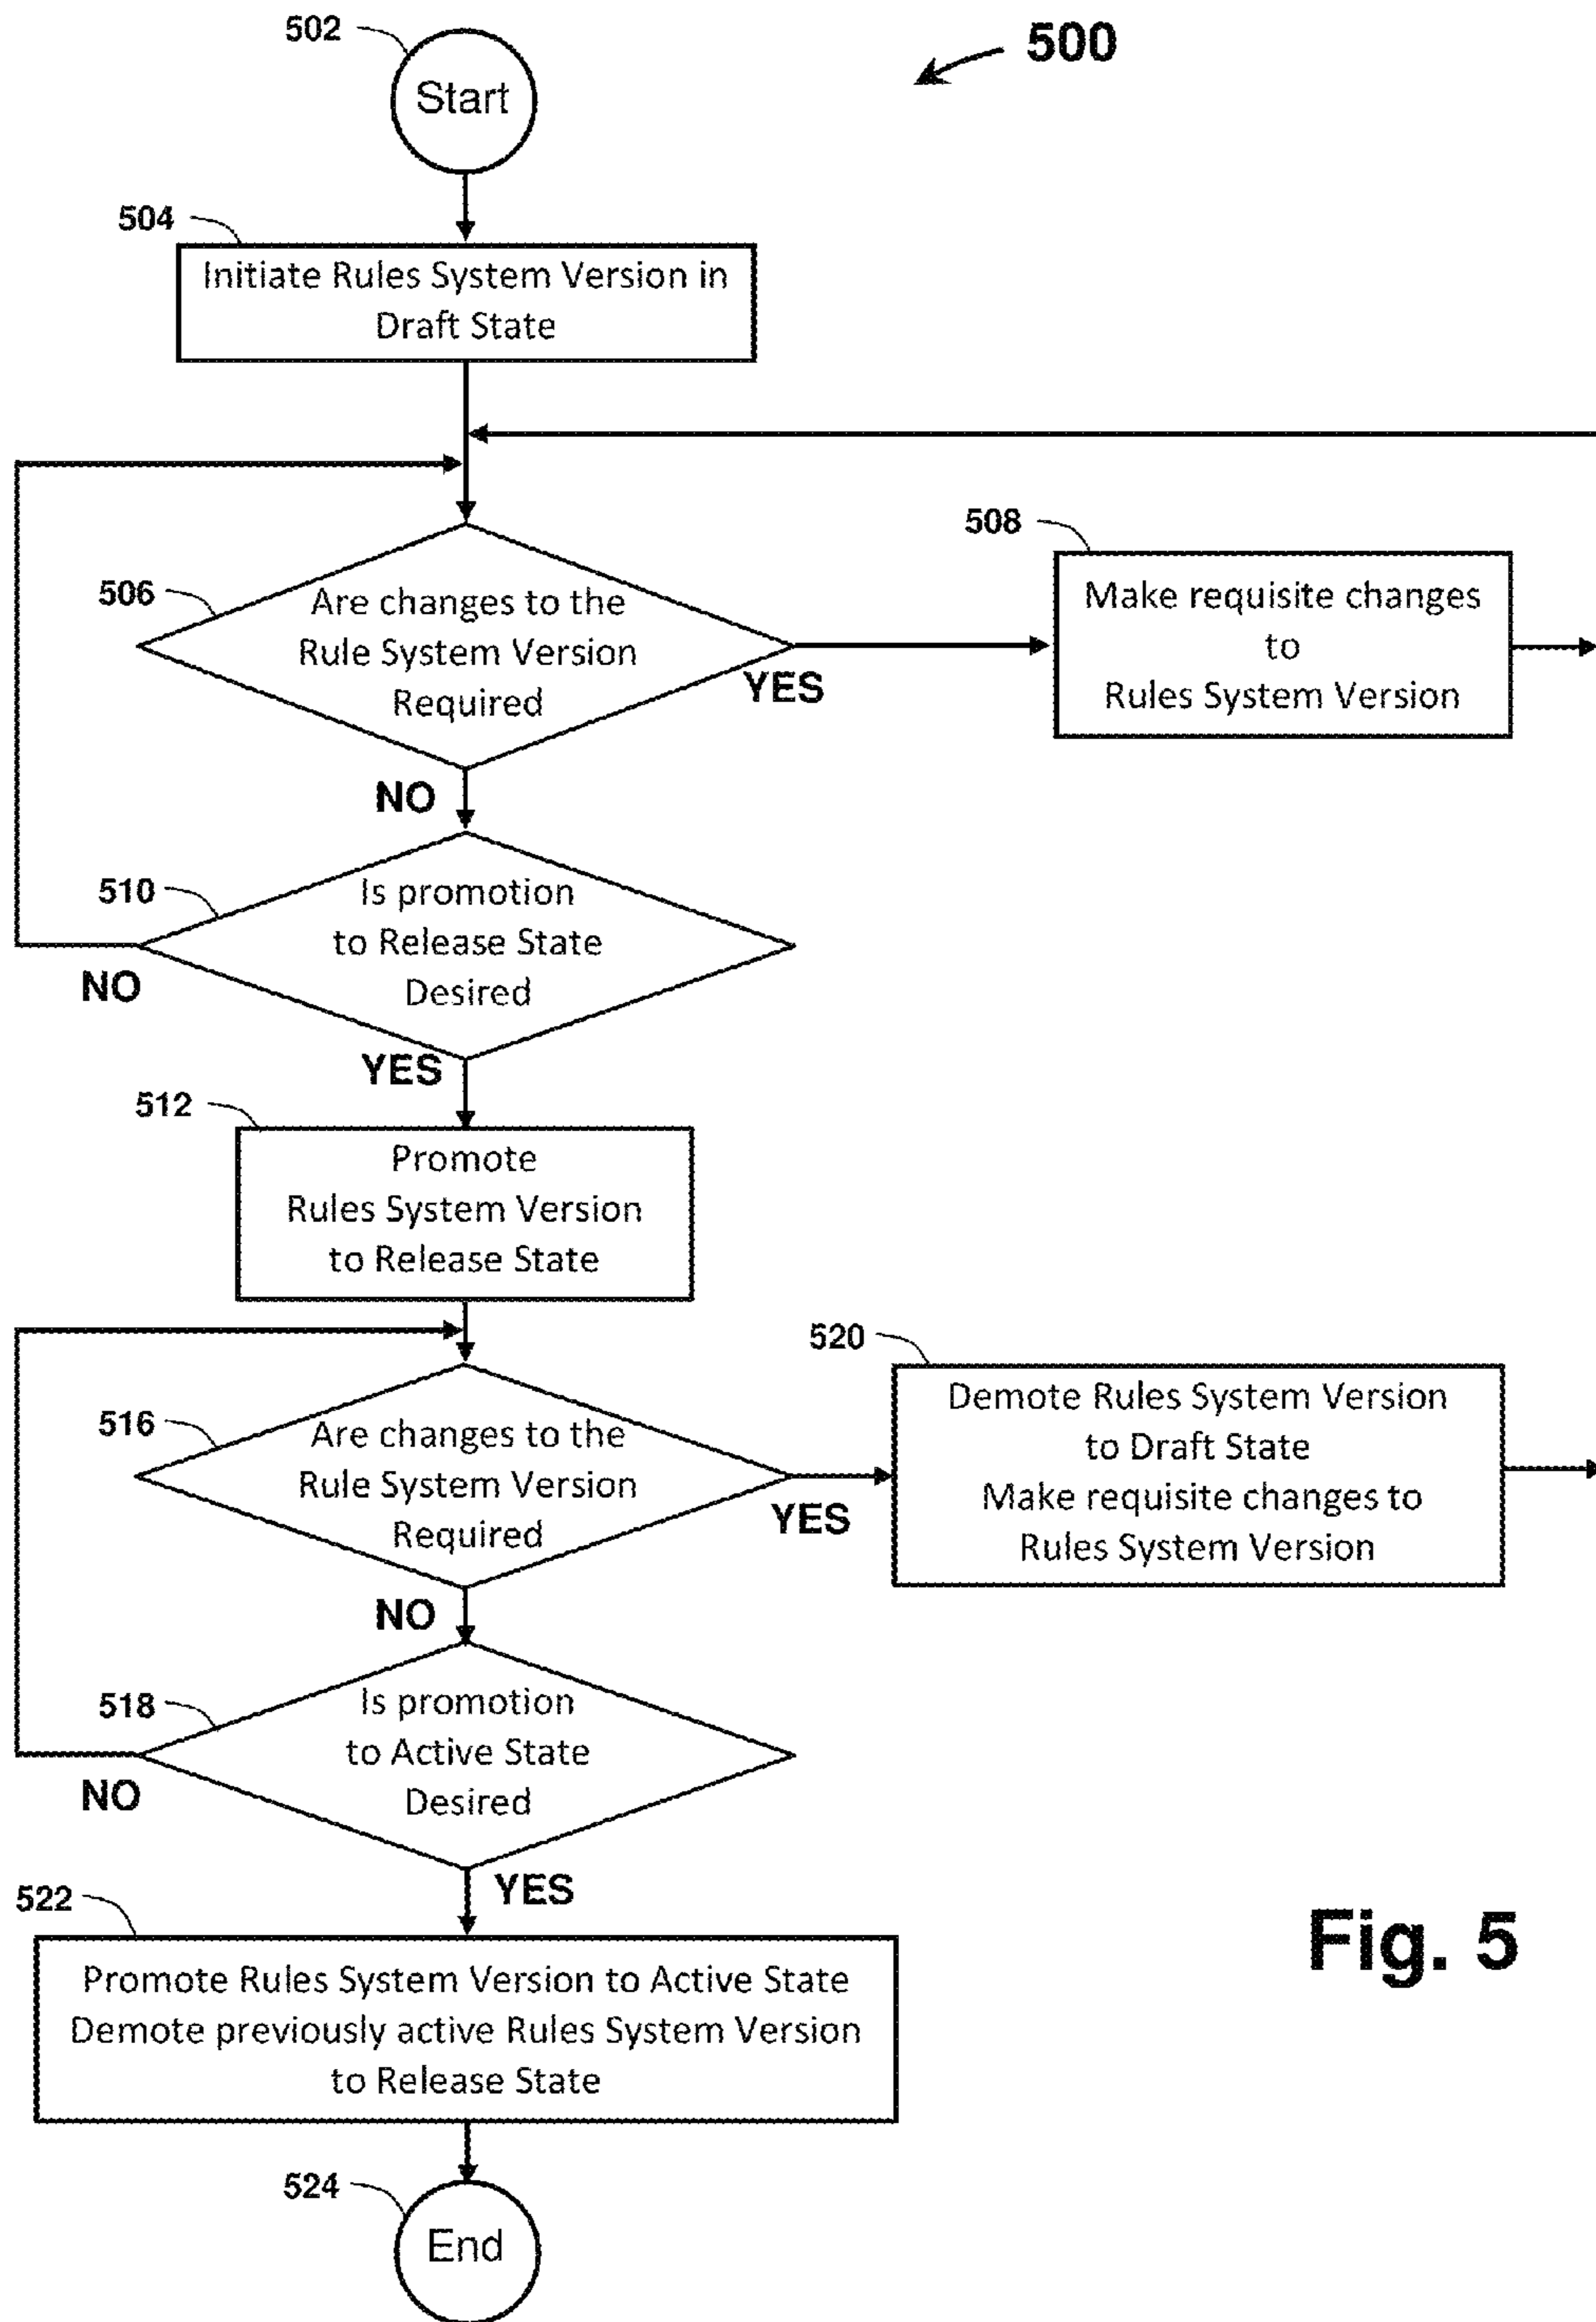 502
500
Start
504
Initiate Rules System Version in
Draft State
508
506
Are changes to the
Rule System Version
Required
Make requisite changes
to
Rules System Version
YES
NO
510
Is promotion
to Release State
Desired
NO
YES
512
Promote
Rules System Version
to Release State
520
516
Are changes to the
Rule System Version
Required
Demote Rules System Version
to Draft State
Make requisite changes to
Rules System Version
YES
NO
518
Is promotion
to Active State
Desired
NO
YES
522
Promote Rules System Version to Active State
Demote previously active Rules System Version
to Release State
Fig. 5
524
End